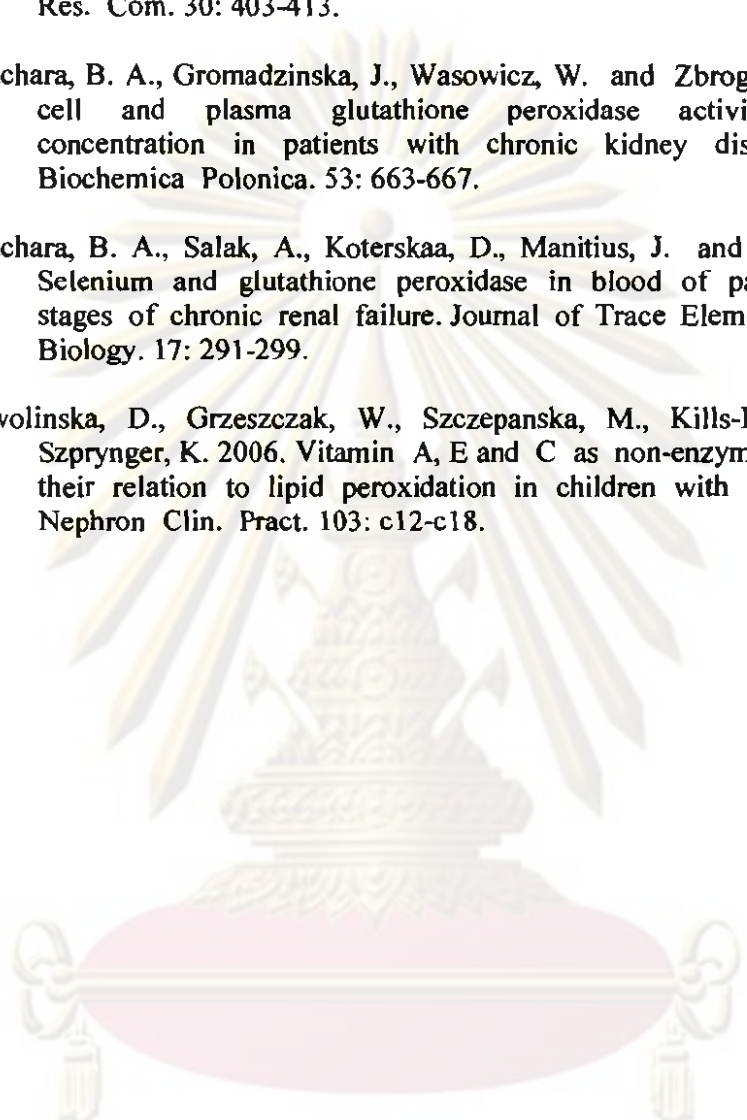 Res. Com. 30: 403-413.
chara, B. A., Gromadzinska, J., Wasowicz, W. and Zbrog
cell and plasma glutathione peroxidase activi
concentration in patients with chronic kidney dis
Biochemica Polonica. 53: 663-667.
chara, B. A., Salak, A., Koterskaa, D., Manitius, J. and
Selenium and glutathione peroxidase in blood of pa
stages of chronic renal failure. Journal of Trace Elem
Biology. 17: 291-299.
volinska, D., Grzeszczak, W., Szczepanska, M., Kills-I
Szprynger, K. 2006. Vitamin A, E and C as non-enzym
their relation to lipid peroxidation in children with
Nephron Clin. Pract. 103: c12-c18.